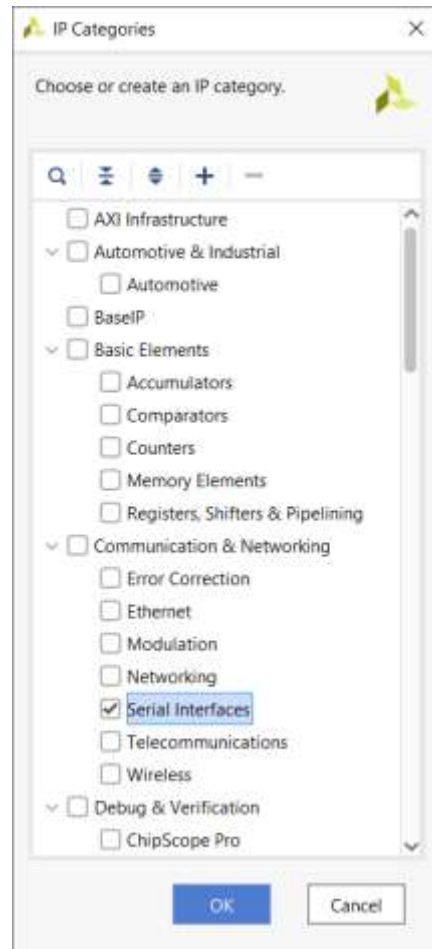 IP Categories
Choose or create an IP category.
AXI Infrastructure
Automotive & Industrial
Automotive
BaseIP
Basic Elements
Accumulators
Comparators
Counters
Memory Elements
Registers, Shifters & Pipelining
Communication & Networking
Error Correction
Ethernet
Modulation
Networking
Serial Interfaces
Telecommunications
Wireless
Debug & Verification
ChipScope Pro
OK Cancel